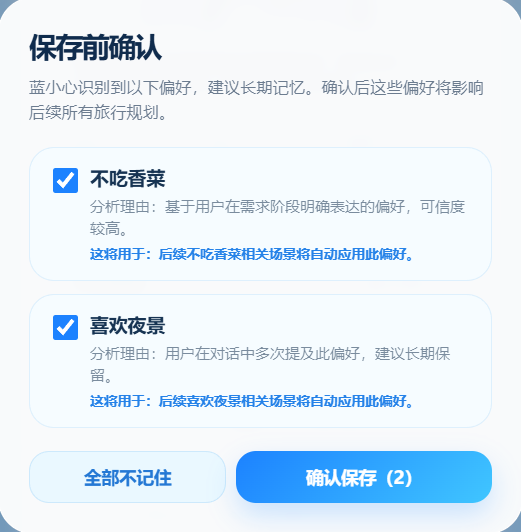 保存前确认
蓝小心识别到以下偏好，建议长期记忆。确认后这些偏好将影响
后续所有旅行规划。
不吃香菜
分析理由：基于用户在需求阶段明确表达的偏好，可信度
较高。
这将用于：后续不吃香菜相关场景将自动应用此偏好。
喜欢夜景
分析理由：用户在对话中多次提及此偏好，建议长期保
留。
这将用于：后续喜欢夜景相关场景将自动应用此偏好。
全部不记住
确认保存（2）